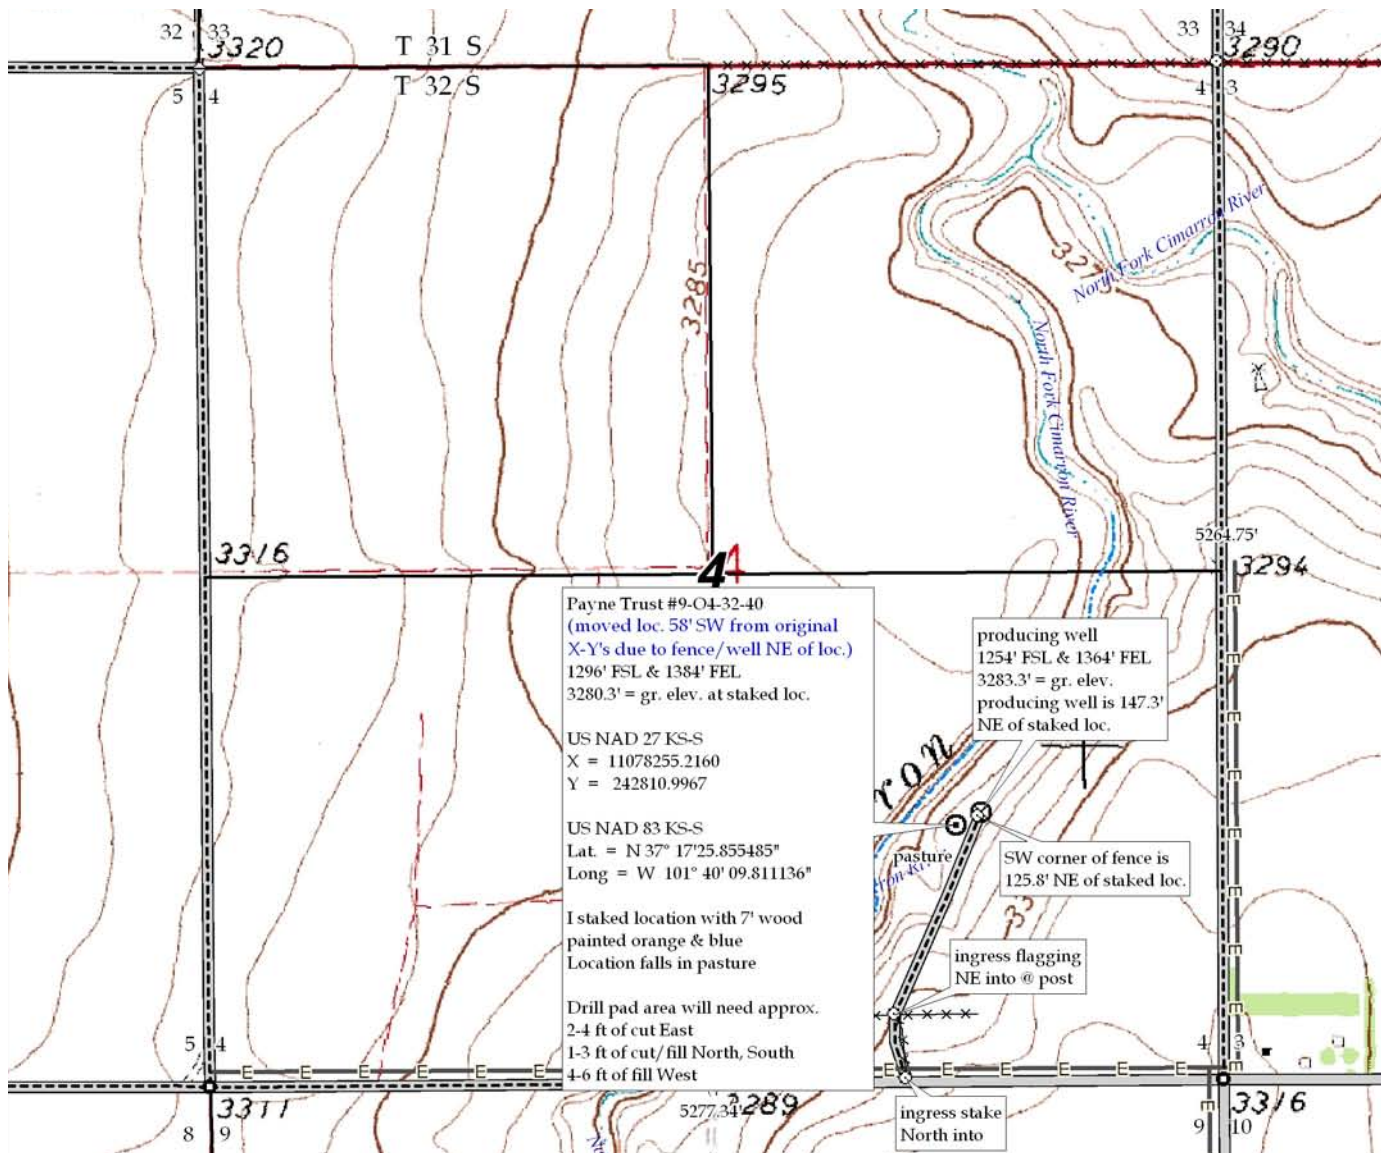 32 33
3320
T 31 S
33 34
3290
5 4
T 32 S
3295
4 3
3285
North Fork Cimarron River
North Fork Cimarron River
5264.75'
3316
4
4
3294
Payne Trust #9-O4-32-40
(moved loc. 58' SW from original
X-Y's due to fence/well NE of loc.)
1296' FSL & 1384' FEL
3280.3' = gr. elev. at staked loc.
US NAD 27 KS-S
X = 11078255.2160
Y = 242810.9967
US NAD 83 KS-S
Lat. = N 37° 17'25.855485"
Long = W 101° 40' 09.811136"
I staked location with 7' wood
painted orange & blue
Location falls in pasture
Drill pad area will need approx.
2-4 ft of cut East
1-3 ft of cut/fill North, South
4-6 ft of fill West
producing well
1254' FSL & 1364' FEL
3283.3' = gr. elev.
producing well is 147.3'
NE of staked loc.
ron
pasture
SW corner of fence is
125.8' NE of staked loc.
33
ingress flagging
NE into @ post
5 4
4 3
E E E E E E E E E E E
E E E E E E E E E E
3311
5277.34'
3289
3316
8 9
9 10
ingress stake
North into